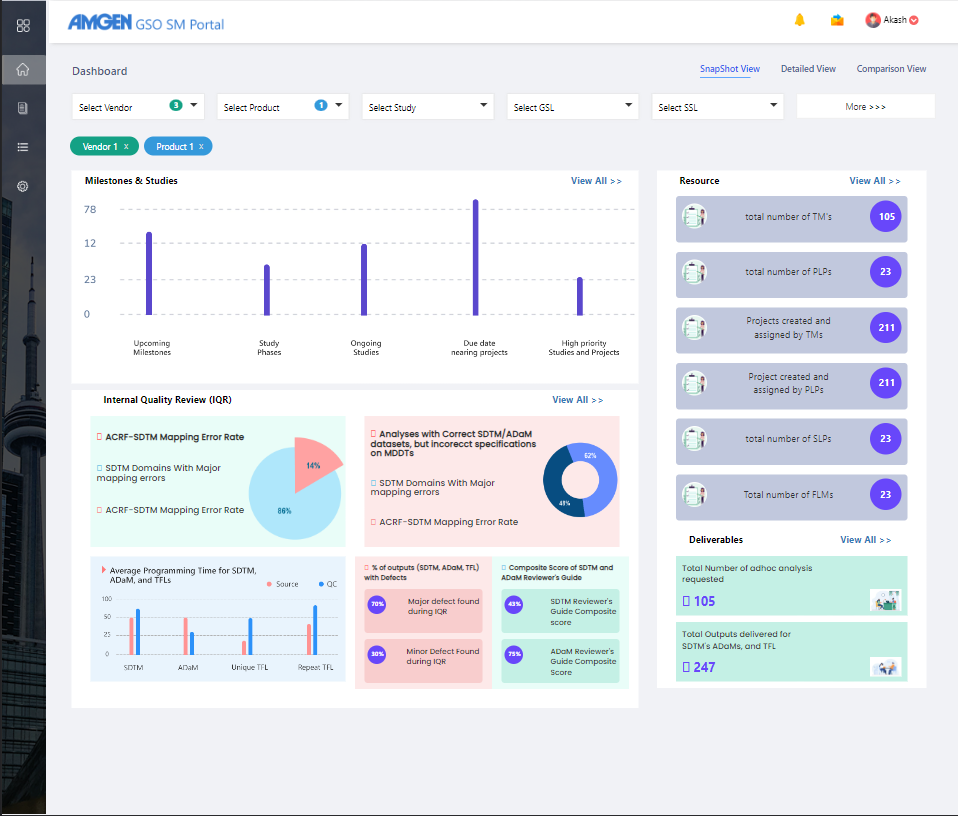 AMGEN GSO SM Portal
Akash
Dashboard
SnapShot View
Detailed View
Comparison View
Select Vendor 3
Select Product 1
Select Study
Select GSL
Select SSL
More >>>
Vendor 1 x
Product 1 x
Milestones & Studies
View All >>
78
12
23
0
Upcoming
Milestones
Study
Phases
Ongoing
Studies
Due date
nearing projects
High priority
Studies and Projects
Internal Quality Review (IQR)
View All >>
ACRF-SDTM Mapping Error Rate
SDTM Domains With Major
mapping errors
ACRF-SDTM Mapping Error Rate
14%
86%
Analyses with Correct SDTM/ADaM
datasets, but incorecct specifications
on MDDTs
SDTM Domains With Major
mapping errors
ACRF-SDTM Mapping Error Rate
62%
48%
Average Programming Time for SDTM,
ADaM, and TFLs
Source
QC
100
50
25
0
SDTM
ADaM
Unique TFL
Repeat TFL
% of outputs (SDTM, ADaM, TFL)
with Defects
70%
Major defect found
during IQR
30%
Minor Defect Found
during IQR
Composite Score of SDTM and
ADaM Reviewer's Guide
43%
SDTM Reviewer's
Guide Composite
score
75%
ADaM Reviewer's
Guide Composite
Score
Resource
View All >>
total number of TM's
105
total number of PLPs
23
Projects created and
assigned by TMs
211
Project created and
assigned by PLPs
211
total number of SLPs
23
Total number of FLMs
23
Deliverables
View All >>
Total Number of adhoc analysis
requested
105
Total Outputs delivered for
SDTM's ADaMs, and TFL
247